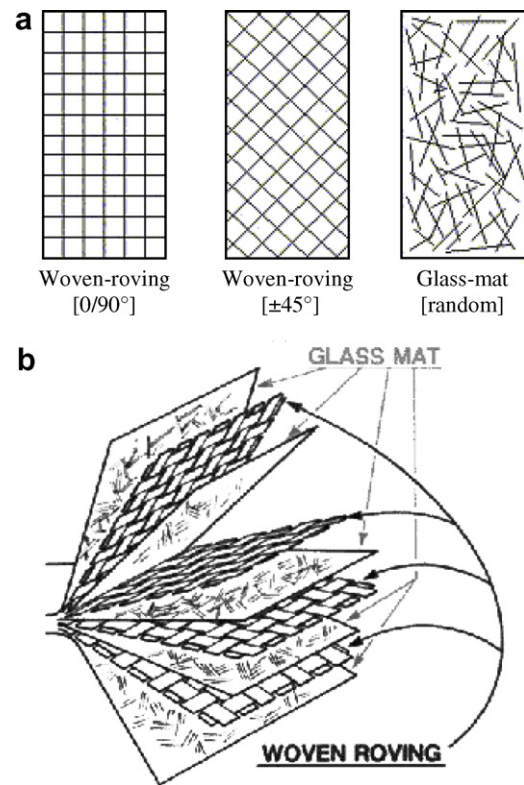 a
Woven-roving
[0/90°]
Woven-roving
[±45°]
Glass-mat
[random]
b
GLASS MAT
WOVEN ROVING